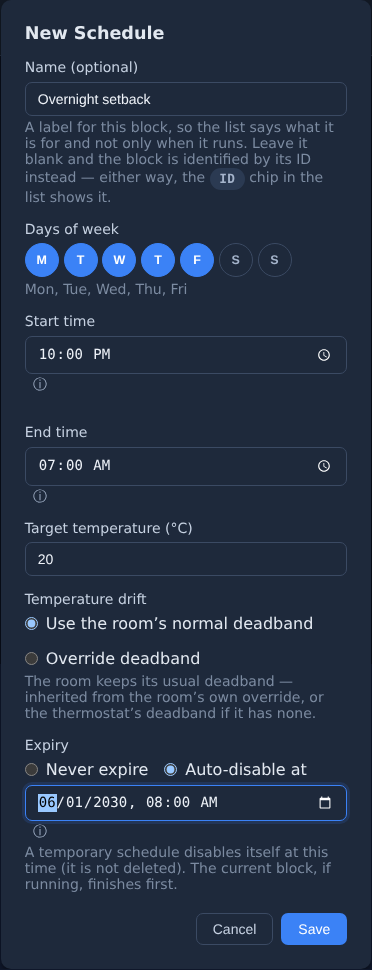 New Schedule
Name (optional)
Overnight setback
A label for this block, so the list says what it
is for and not only when it runs. Leave it
blank and the block is identified by its ID
instead — either way, the ID chip in the
list shows it.
Days of week
M T W T F S S
Mon, Tue, Wed, Thu, Fri
Start time
10:00 PM
ⓘ
End time
07:00 AM
ⓘ
Target temperature (°C)
20
Temperature drift
Use the room’s normal deadband
Override deadband
The room keeps its usual deadband —
inherited from the room’s own override, or
the thermostat’s deadband if it has none.
Expiry
Never expire Auto-disable at
06/01/2030, 08:00 AM
ⓘ
A temporary schedule disables itself at this
time (it is not deleted). The current block, if
running, finishes first.
Cancel Save